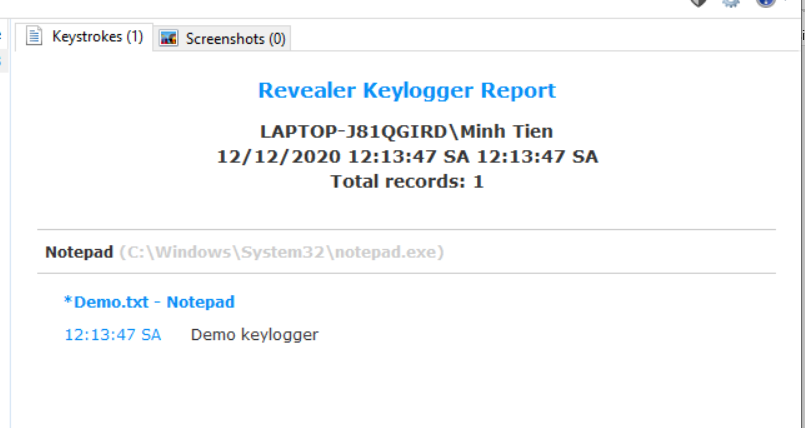 Keystrokes (1) Screenshots (0)
Revealer Keylogger Report
LAPTOP-J81QGIRD\Minh Tien
12/12/2020 12:13:47 SA 12:13:47 SA
Total records: 1
Notepad (C:\Windows\System32\notepad.exe)
*Demo.txt - Notepad
12:13:47 SA Demo keylogger